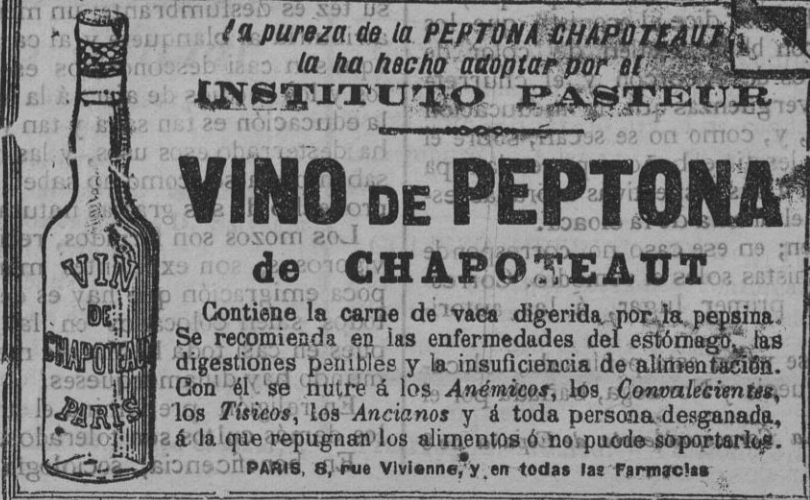 la pureza de la PEPTONA CHAPOTEAUT
la ha hecho adoptar por el
INSTITUTO PASTEUR
VINO DE PEPTONA
de CHAPOTEAUT
VIN
DE
CHAPOTEAUT
PARIS
Contiene la carne de vaca digerida por la pepsina.
Se recomienda en las enfermedades del estómago, las
digestiones penibles y la insuficiencia de alimentación.
Con él se nutre á los Anémicos, los Convalecientes,
los Tísicos, los Ancianos y á toda persona desganada,
á la que repugnan los alimentos ó no puede soportarlos.
PARIS, 8, rue Vivienne, y en todas las Farmacias